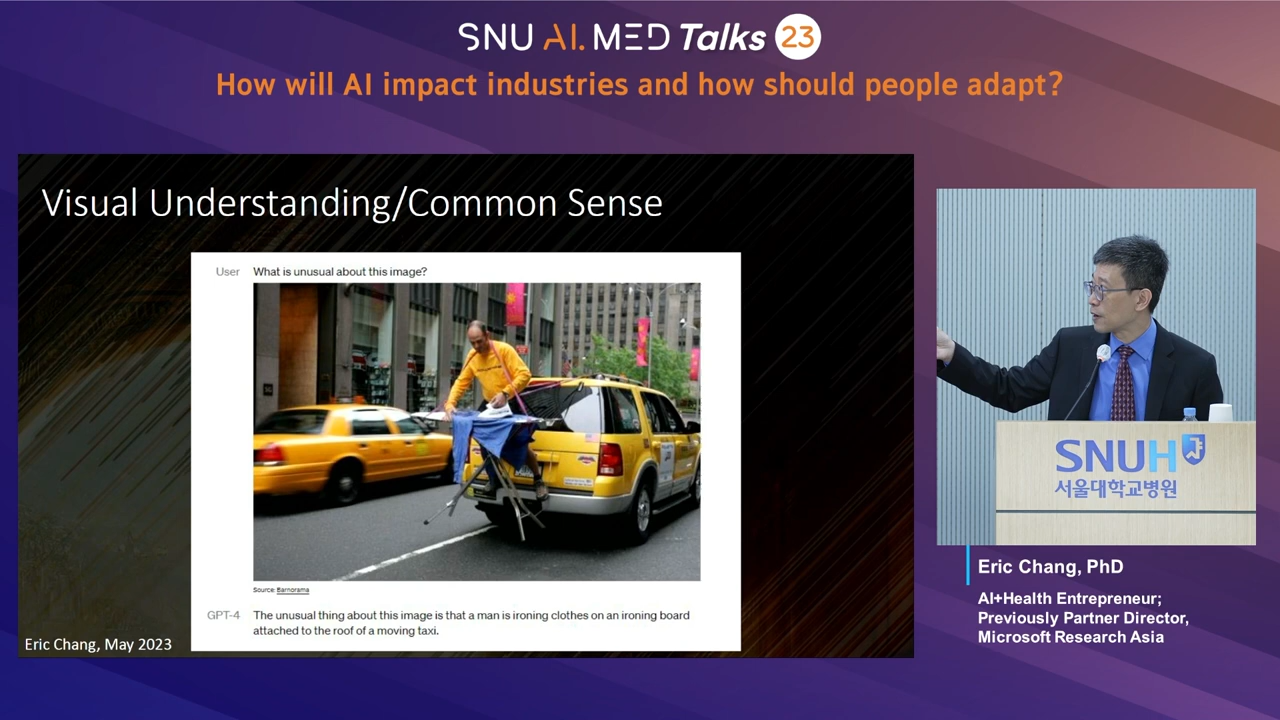 SNU AI.MED Talks 23
How will AI impact industries and how should people adapt?
Visual Understanding/Common Sense
User What is unusual about this image?
Source: Barnorama
GPT-4 The unusual thing about this image is that a man is ironing clothes on an ironing board
attached to the roof of a moving taxi.
Eric Chang, May 2023
SNUH
서울대학교병원
Eric Chang, PhD
AI+Health Entrepreneur;
Previously Partner Director,
Microsoft Research Asia